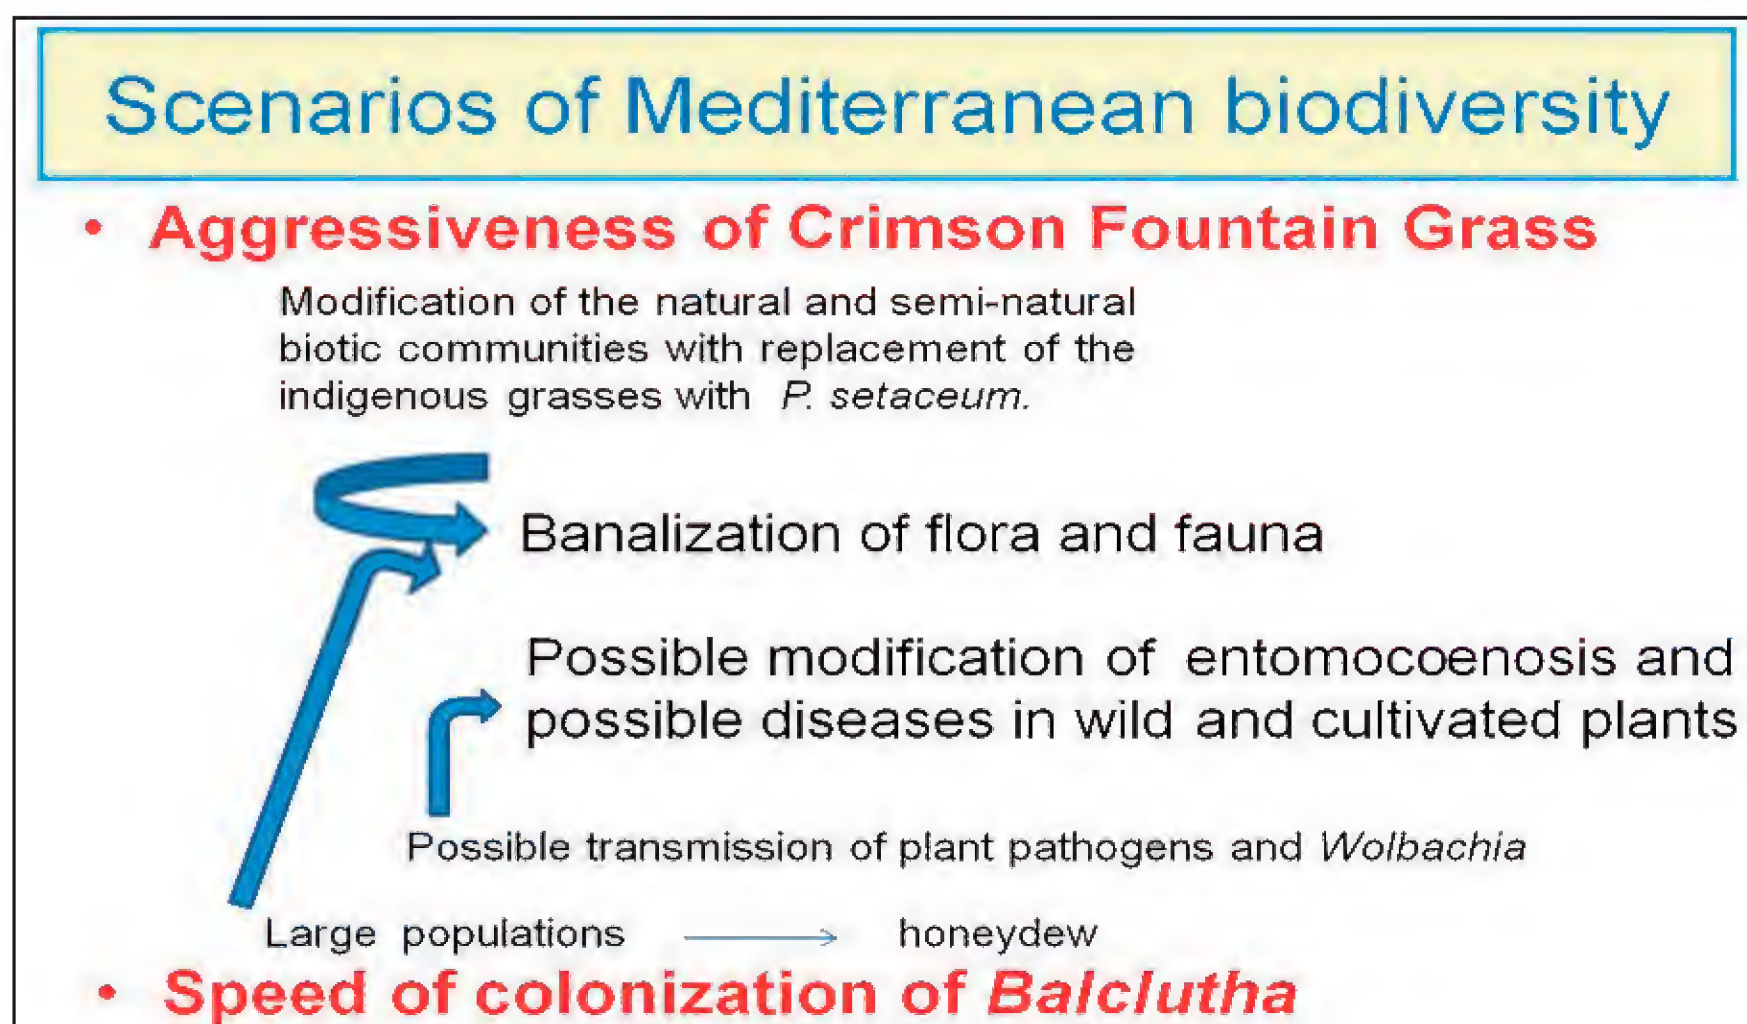 Scenarios of Mediterranean biodiversity
• Aggressiveness of Crimson Fountain Grass
Modification of the natural and semi-natural
biotic communities with replacement of the
indigenous grasses with P. setaceum.
Banalization of flora and fauna
Possible modification of entomocoenosis and
possible diseases in wild and cultivated plants
Possible transmission of plant pathogens and Wolbachia
Large populations honeydew
• Speed of colonization of Balclutha